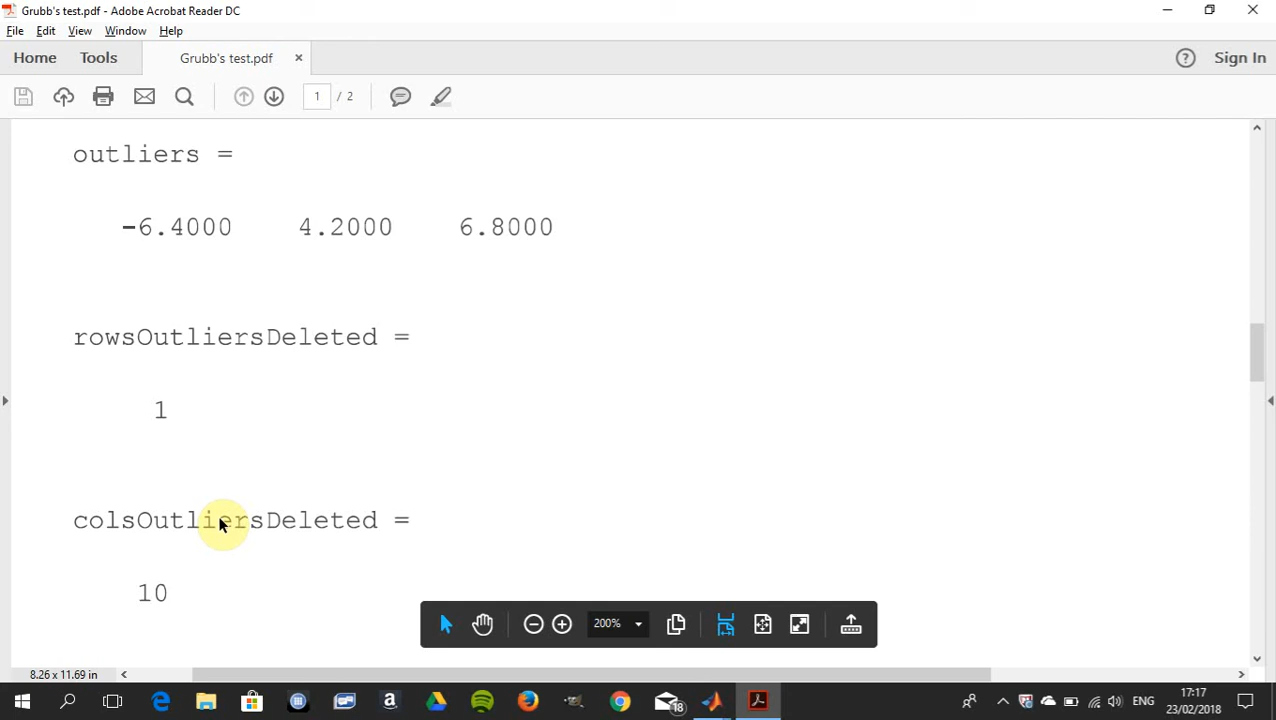 Grubb's test.pdf - Adobe Acrobat Reader DC
File Edit View Window Help
Home Tools Grubb's test.pdf × ? Sign In
1 / 2
outliers =
-6.4000 4.2000 6.8000
rowsOutliersDeleted =
1
colsOutliersDeleted =
10
200%
8.26 x 11.69 in
a 18 ENG 17:17
23/02/2018